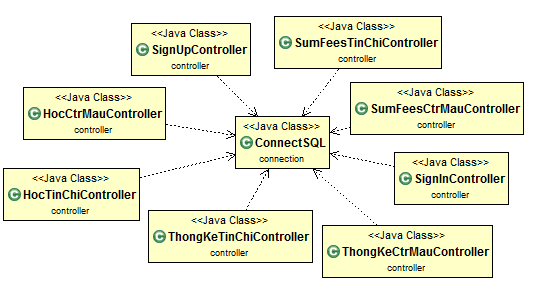 <<Java Class>>
SignUpController
controller
<<Java Class>>
SumFeesTinChiController
controller
<<Java Class>>
HocCtrMauController
controller
<<Java Class>>
SumFeesCtrMauController
controller
<<Java Class>>
ConnectSQL
connection
<<Java Class>>
SignInController
controller
<<Java Class>>
HocTinChiController
controller
<<Java Class>>
ThongKeTinChiController
controller
<<Java Class>>
ThongKeCtrMauController
controller